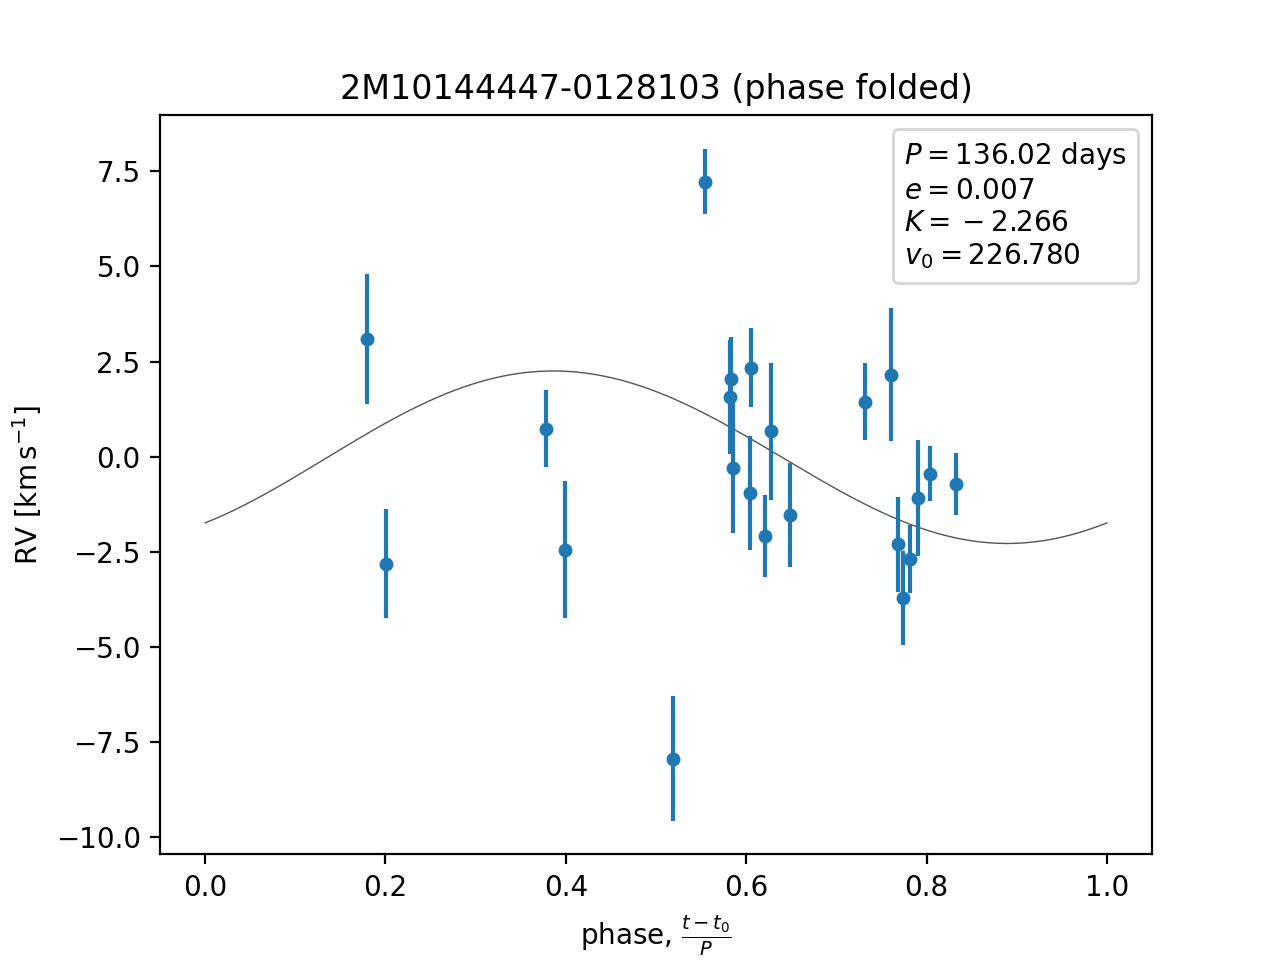 2M10144447-0128103 (phase folded)
P = 136.02 days
e = 0.007
K = −2.266
v₀ = 226.780
RV [km s⁻¹]
7.5
5.0
2.5
0.0
−2.5
−5.0
−7.5
−10.0
0.0 0.2 0.4 0.6 0.8 1.0
phase, (t − t₀)/P